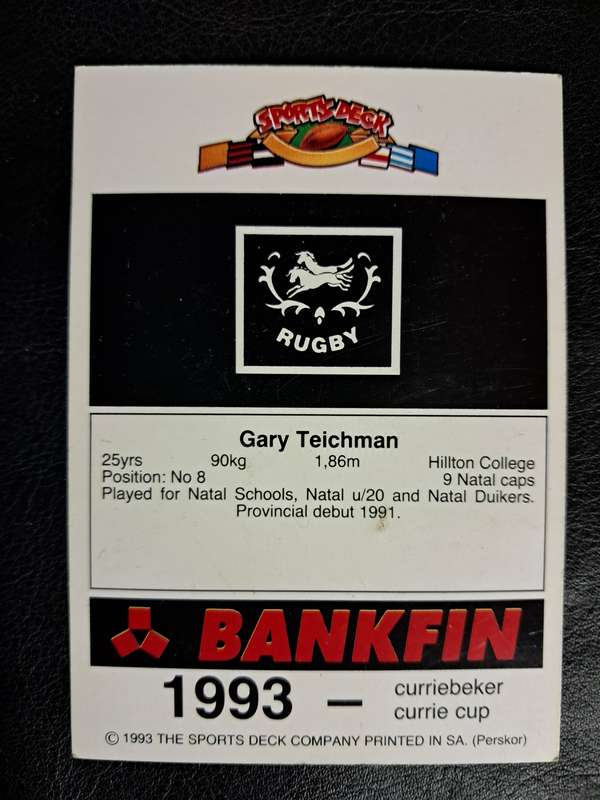 SPORTS DECK
RUGBY
Gary Teichman
25yrs 90kg 1,86m Hillton College
Position: No 8 9 Natal caps
Played for Natal Schools, Natal u/20 and Natal Duikers.
Provincial debut 1991.
BANKFIN
1993 – curriebeker
currie cup
© 1993 THE SPORTS DECK COMPANY PRINTED IN SA. (Perskor)